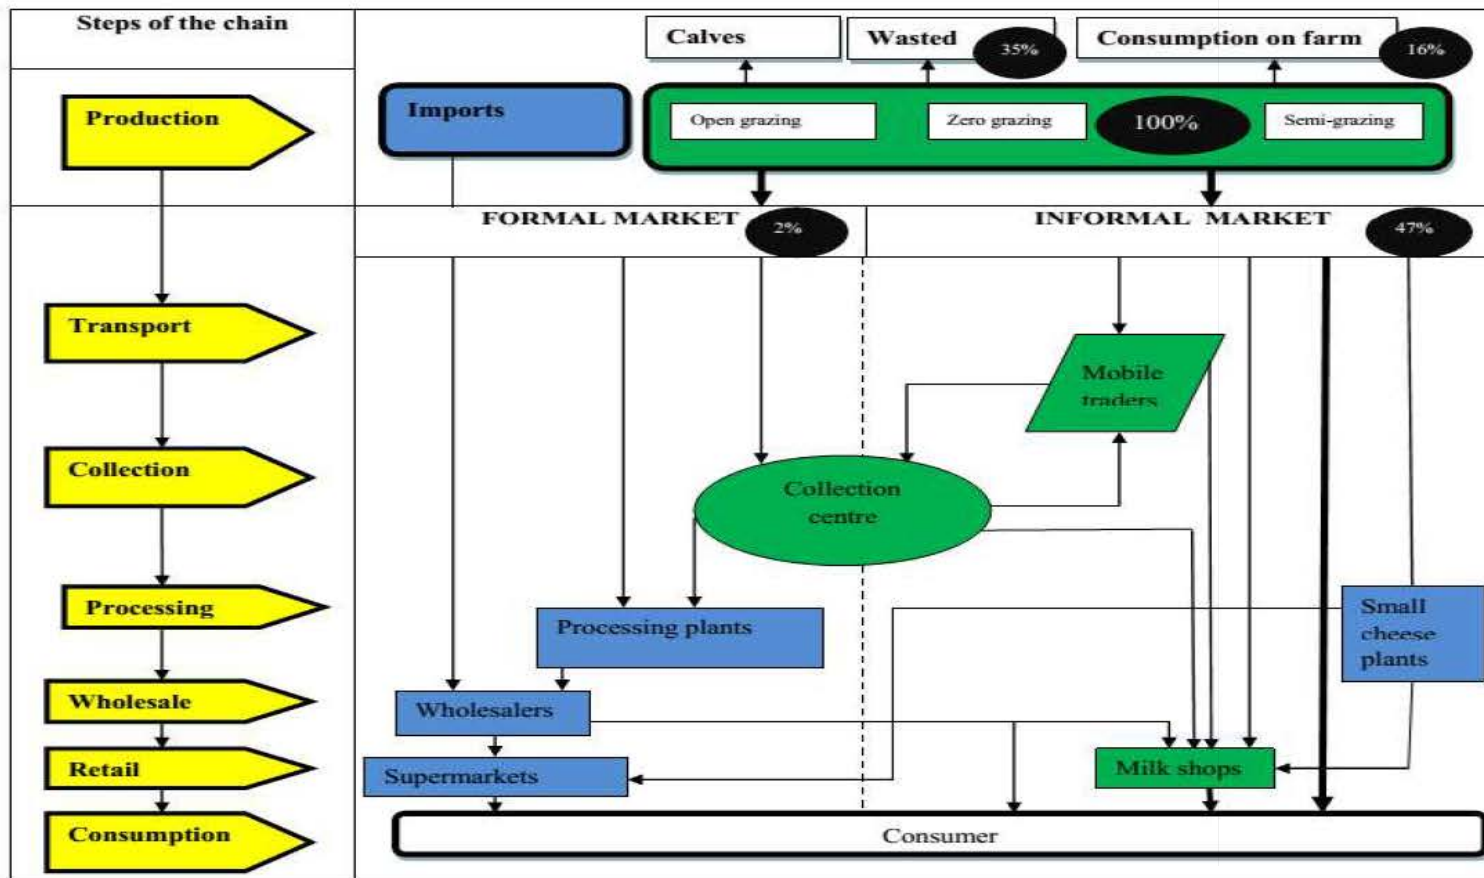 Steps of the chain
Calves
Wasted
35%
Consumption on farm
16%
Production
Imports
Open grazing
Zero grazing
100%
Semi-grazing
FORMAL MARKET
2%
INFORMAL MARKET
47%
Transport
Mobile
traders
Collection
Collection
centre
Processing
Processing plants
Small
cheese
plants
Wholesale
Wholesalers
Retail
Supermarkets
Milk shops
Consumption
Consumer